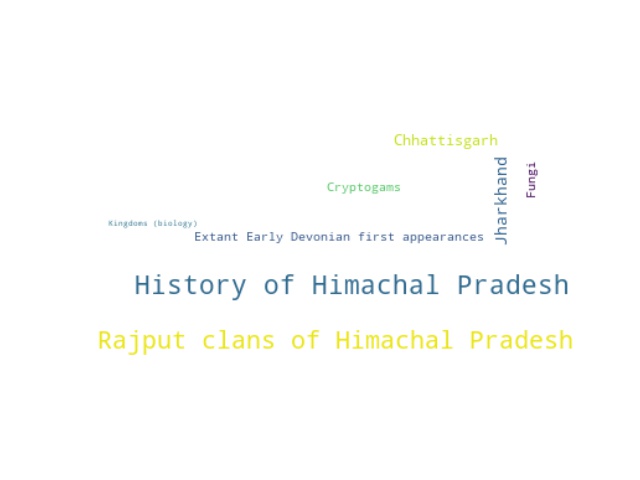 Chhattisgarh
Jharkhand
Fungi
Cryptogams
Kingdoms (biology)
Extant Early Devonian first appearances
History of Himachal Pradesh
Rajput clans of Himachal Pradesh